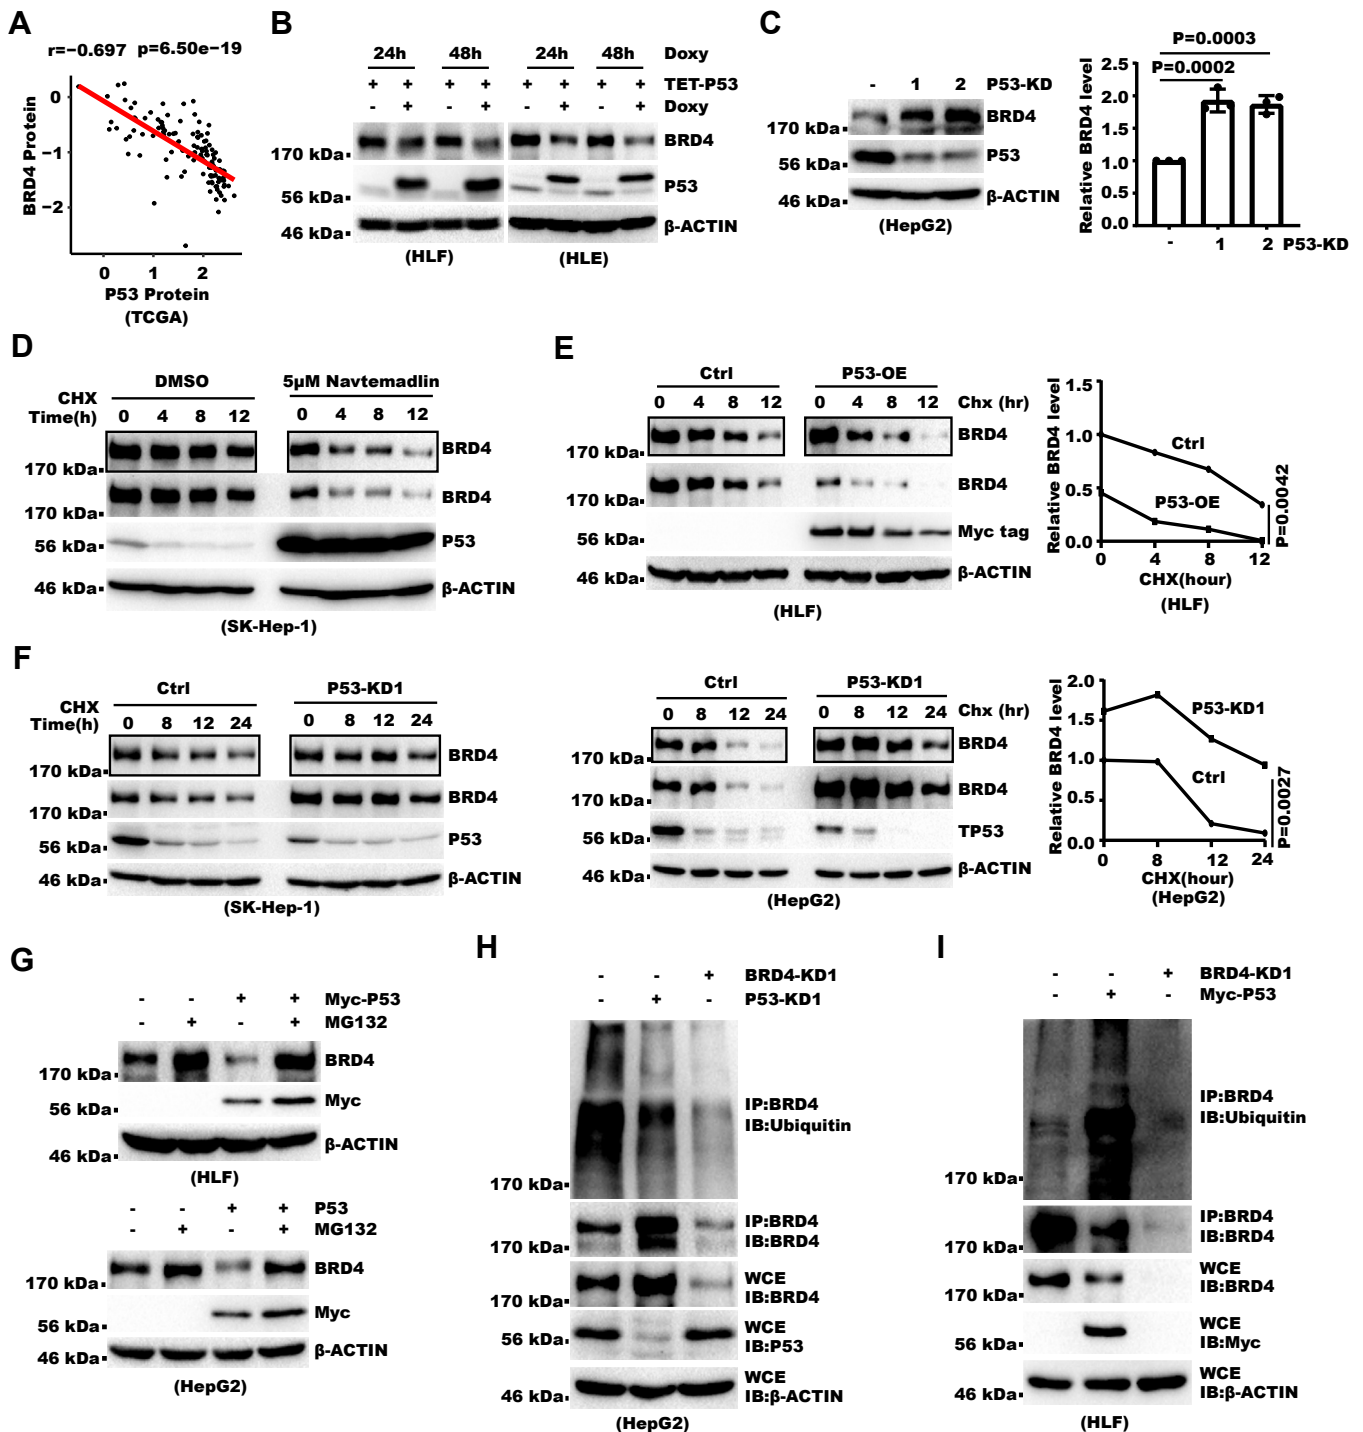 A
r=−0.697 p=6.50e−19
BRD4 Protein
0
−1
−2
0 1 2
P53 Protein
(TCGA)
B
24h 48h 24h 48h Doxy
+ + + + + + + + TET-P53
- + - + - + - + Doxy
BRD4
170 kDa
P53
56 kDa
β-ACTIN
46 kDa
(HLF) (HLE)
C
- 1 2 P53-KD
BRD4
170 kDa
56 kDa P53
46 kDa β-ACTIN
(HepG2)
P=0.0003
P=0.0002
Relative BRD4 level
2.5
2.0
1.5
1.0
0.5
0.0
- 1 2 P53-KD
D
DMSO 5μM Navtemadlin
CHX
Time(h) 0 4 8 12 0 4 8 12
BRD4
170 kDa
BRD4
170 kDa
56 kDa P53
46 kDa β-ACTIN
(SK-Hep-1)
E
Ctrl P53-OE
0 4 8 12 0 4 8 12 Chx (hr)
BRD4
170 kDa
BRD4
170 kDa
56 kDa Myc tag
46 kDa β-ACTIN
(HLF)
Relative BRD4 level
1.5
1.0
0.5
0.0
Ctrl
P53-OE
P=0.0042
0 4 8 12
CHX(hour)
(HLF)
F
Ctrl P53-KD1
CHX
Time(h) 0 8 12 24 0 8 12 24
BRD4
170 kDa
BRD4
170 kDa
56 kDa P53
46 kDa β-ACTIN
(SK-Hep-1)
Ctrl P53-KD1
0 8 12 24 0 8 12 24 Chx (hr)
BRD4
170 kDa
BRD4
170 kDa
56 kDa TP53
46 kDa β-ACTIN
(HepG2)
Relative BRD4 level
2.0
1.5
1.0
0.5
0.0
P53-KD1
Ctrl
P=0.0027
0 8 12 24
CHX(hour)
(HepG2)
G
- - + + Myc-P53
- + - + MG132
BRD4
170 kDa
56 kDa Myc
β-ACTIN
46 kDa
(HLF)
- - + + P53
- + - + MG132
BRD4
170 kDa
Myc
56 kDa
46 kDa β-ACTIN
(HepG2)
H
- - + BRD4-KD1
- + - P53-KD1
IP:BRD4
IB:Ubiquitin
170 kDa
IP:BRD4
170 kDa IB:BRD4
WCE
170 kDa IB:BRD4
WCE
56 kDa IB:P53
WCE
46 kDa IB:β-ACTIN
(HepG2)
I
- - + BRD4-KD1
- + - Myc-P53
IP:BRD4
IB:Ubiquitin
170 kDa
IP:BRD4
170 kDa IB:BRD4
WCE
170 kDa IB:BRD4
WCE
56 kDa IB:Myc
WCE
46 kDa IB:β-ACTIN
(HLF)